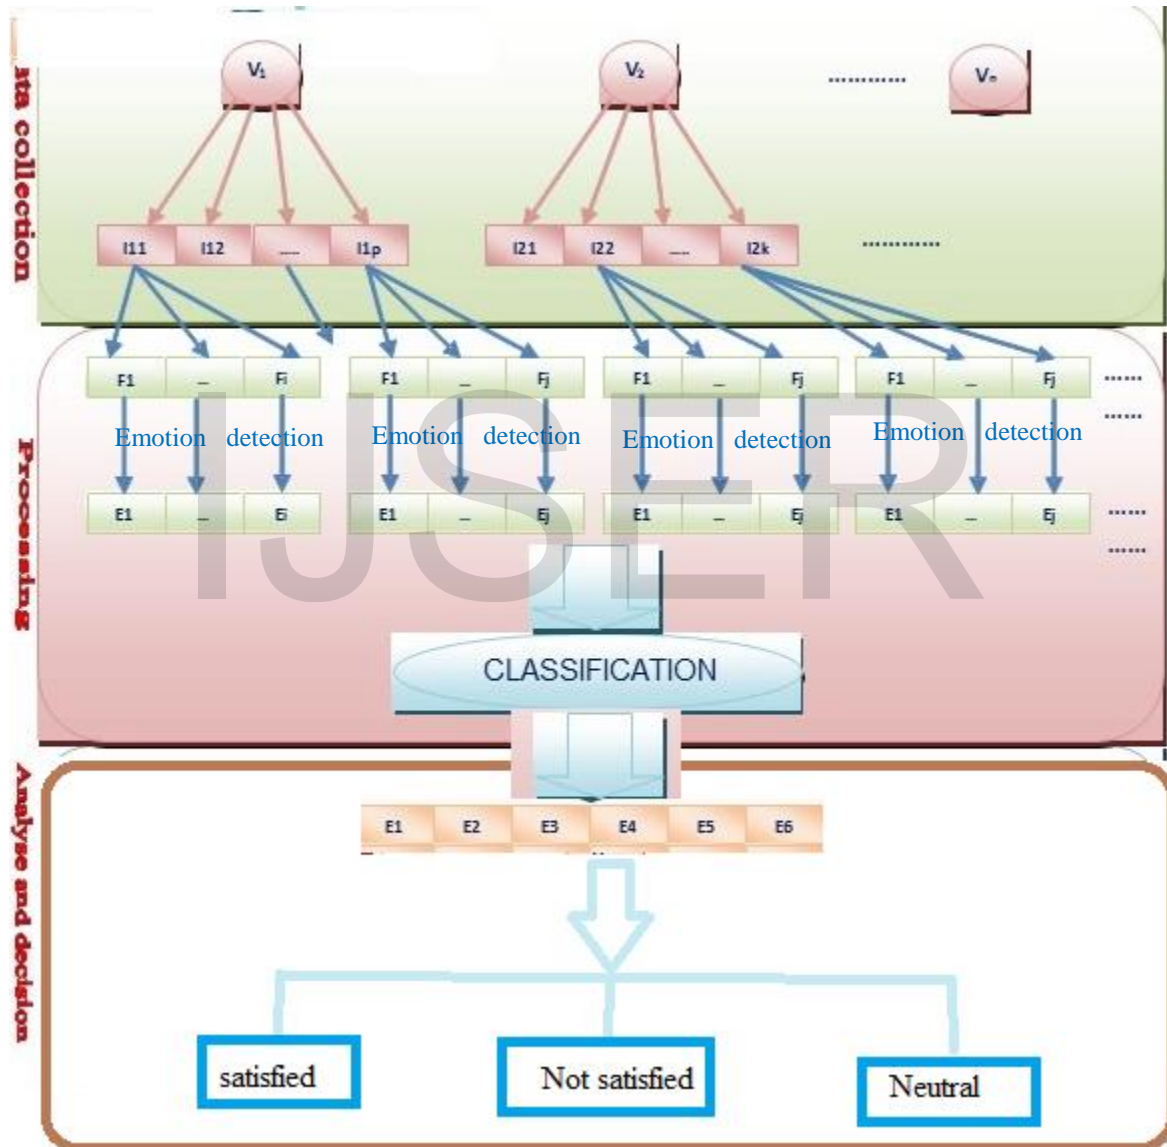 ata collection
V1 V2 ............ Vn
I11 I12 ..... I1p I21 I22 ..... I2k ............
Processing
F1 ... Fi F1 ... Fj F1 ... Fj F1 ... Fj ......
......
Emotion detection Emotion detection Emotion detection Emotion detection
IJSER
E1 ... Ei E1 ... Ej E1 ... Ej E1 ... Ej ......
......
CLASSIFICATION
Analyse and decision
E1 E2 E3 E4 E5 E6
satisfied Not satisfied Neutral